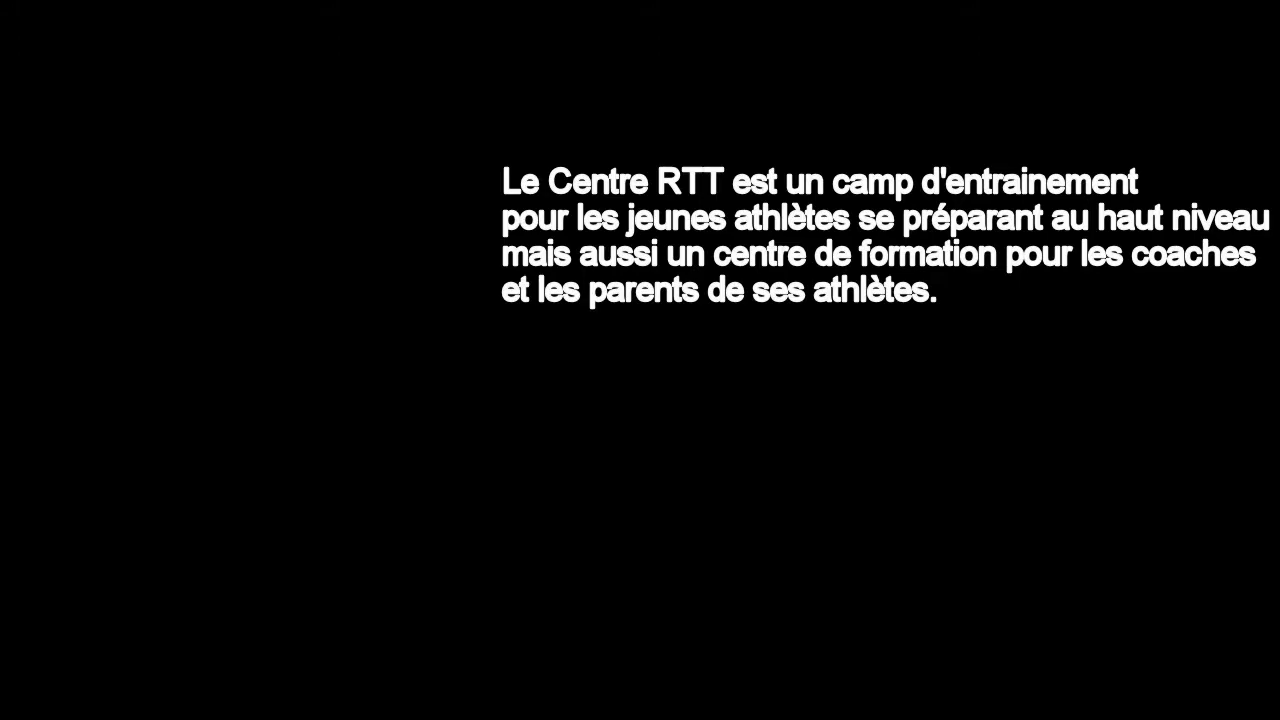 Le Centre RTT est un camp d'entrainement
pour les jeunes athlètes se préparant au haut niveau
mais aussi un centre de formation pour les coaches
et les parents de ses athlètes.